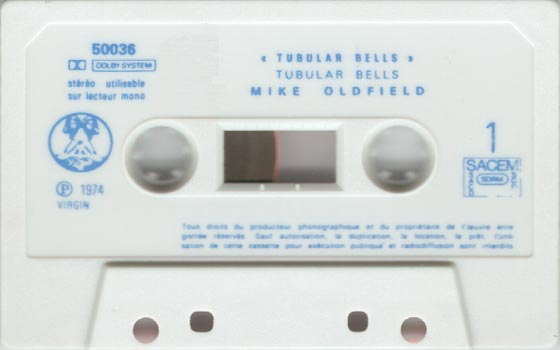 50036
DOLBY SYSTEM
stéréo utilisable
sur lecteur mono
Ⓟ 1974
VIRGIN
« TUBULAR BELLS »
TUBULAR BELLS
MIKE OLDFIELD
1
SACEM
SDRM
Tous droits du producteur phonographique et du propriétaire de l'œuvre enre
gistrée réservés. Sauf autorisation, la duplication, la location, le prêt, l'utili-
sation de cette cassette pour exécution publique et radiodiffusion sont interdits